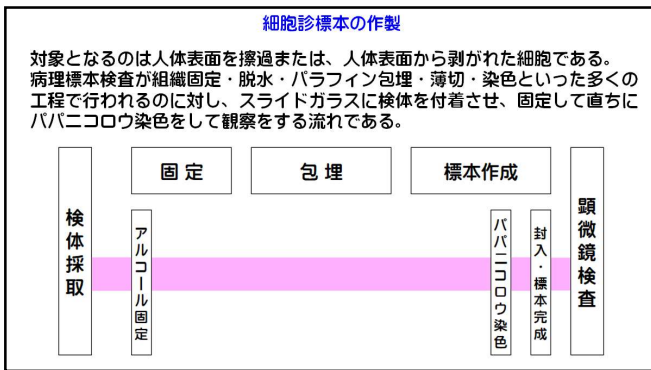 細胞診標本の作製
対象となるのは人体表面を擦過または、人体表面から剥がれた細胞である。
病理標本検査が組織固定・脱水・パラフィン包埋・薄切・染色といった多くの
工程で行われるのに対し、スライドガラスに検体を付着させ、固定して直ちに
パパニコロウ染色をして観察をする流れである。
固定
包埋
標本作成
検体採取
アルコール固定
パパニコロウ染色
封入・標本完成
顕微鏡検査